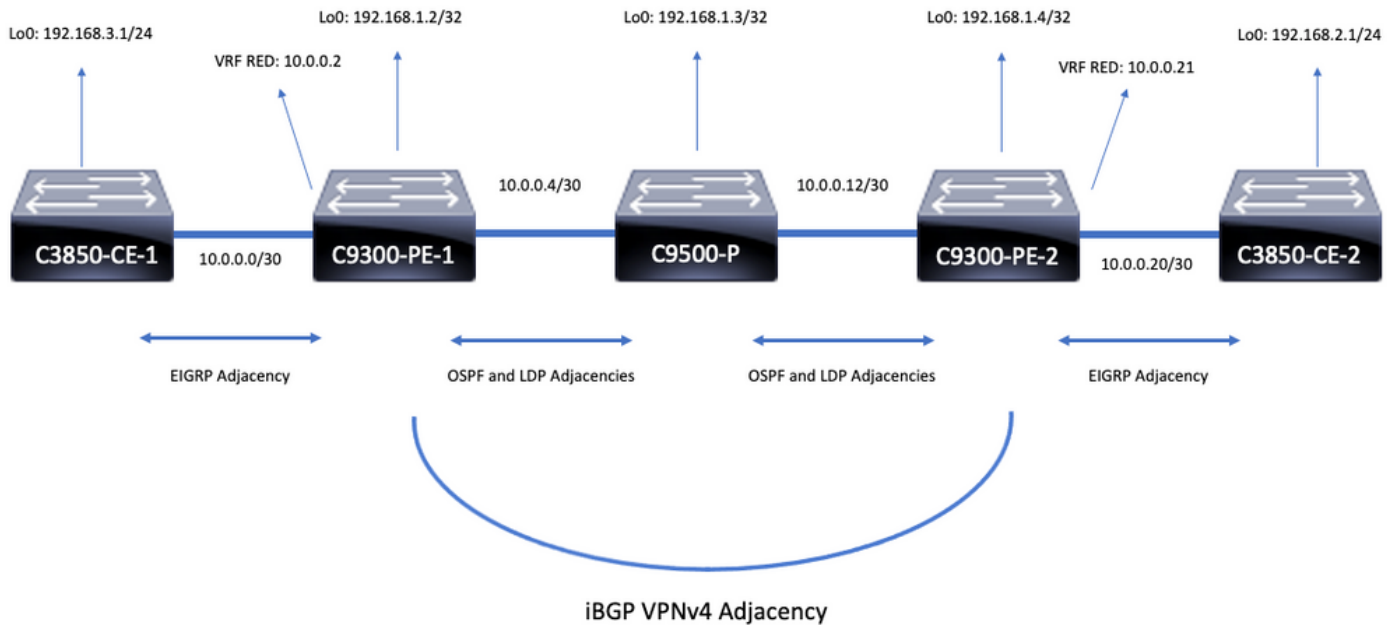 Lo0: 192.168.3.1/24
Lo0: 192.168.1.2/32
Lo0: 192.168.1.3/32
Lo0: 192.168.1.4/32
Lo0: 192.168.2.1/24
VRF RED: 10.0.0.2
VRF RED: 10.0.0.21
10.0.0.4/30
10.0.0.12/30
C3850-CE-1
C9300-PE-1
C9500-P
C9300-PE-2
C3850-CE-2
10.0.0.0/30
10.0.0.20/30
EIGRP Adjacency
OSPF and LDP Adjacencies
OSPF and LDP Adjacencies
EIGRP Adjacency
iBGP VPNv4 Adjacency